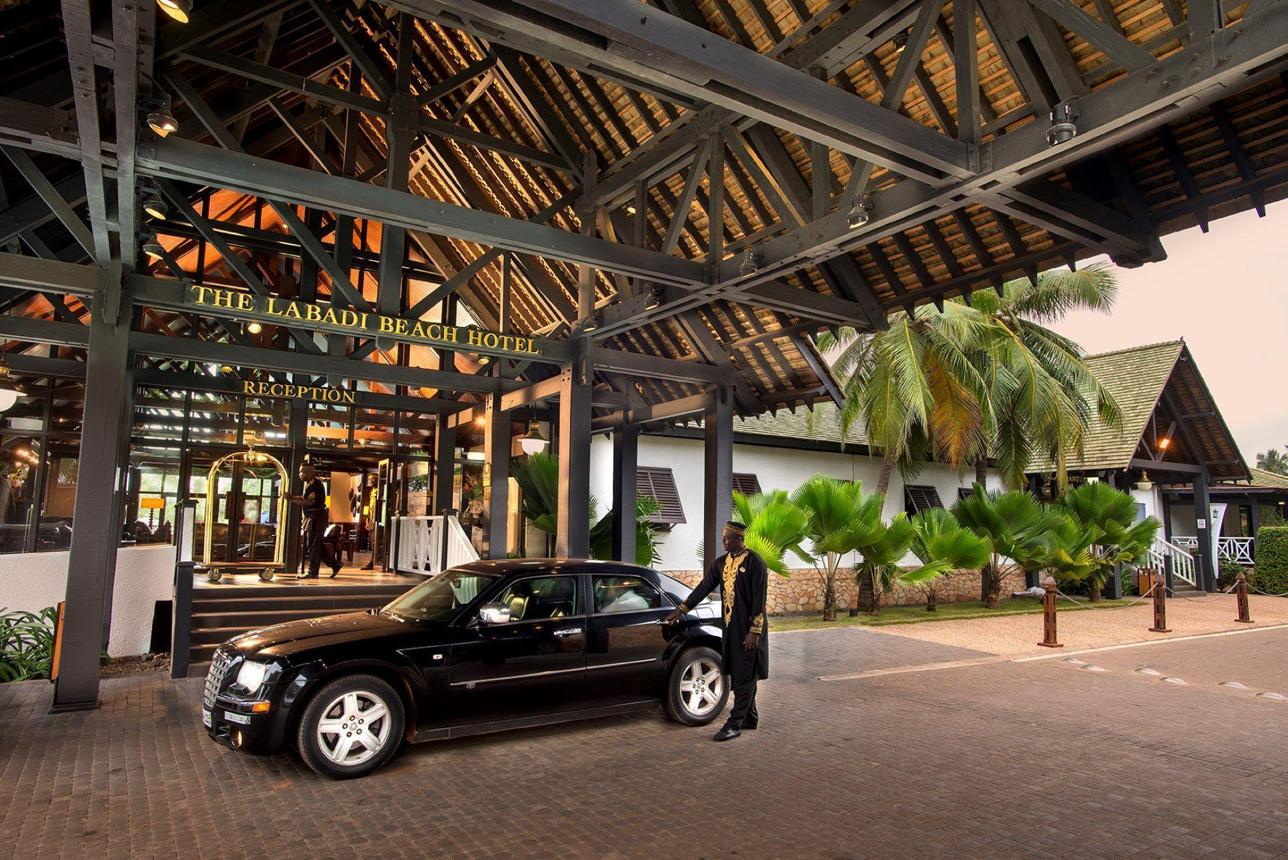 THE LABADI BEACH HOTEL
RECEPTION